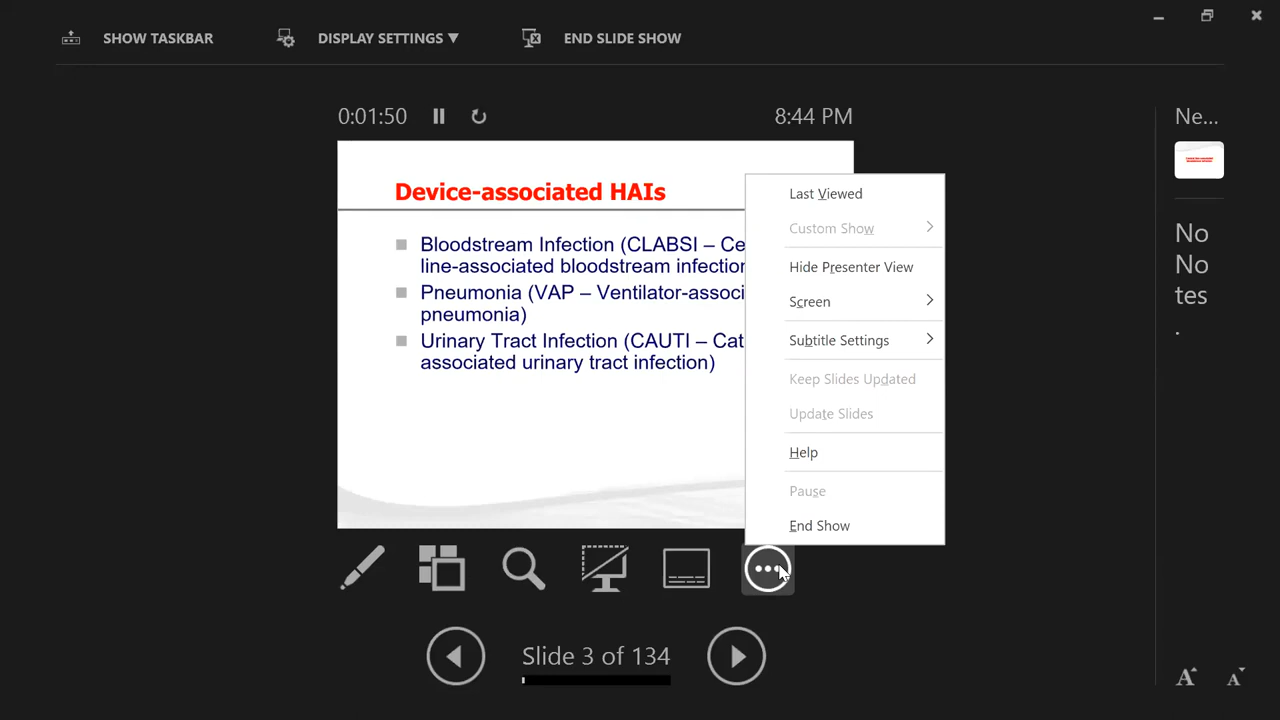 SHOW TASKBAR
DISPLAY SETTINGS ▼
END SLIDE SHOW
0:01:50
8:44 PM
Device-associated HAIs
Bloodstream Infection (CLABSI – Ce
line-associated bloodstream infection
Pneumonia (VAP – Ventilator-associ
pneumonia)
Urinary Tract Infection (CAUTI – Cat
associated urinary tract infection)
Last Viewed
Custom Show
Hide Presenter View
Screen
Subtitle Settings
Keep Slides Updated
Update Slides
Help
Pause
End Show
Slide 3 of 134
Ne...
No
No
tes
.
A
A